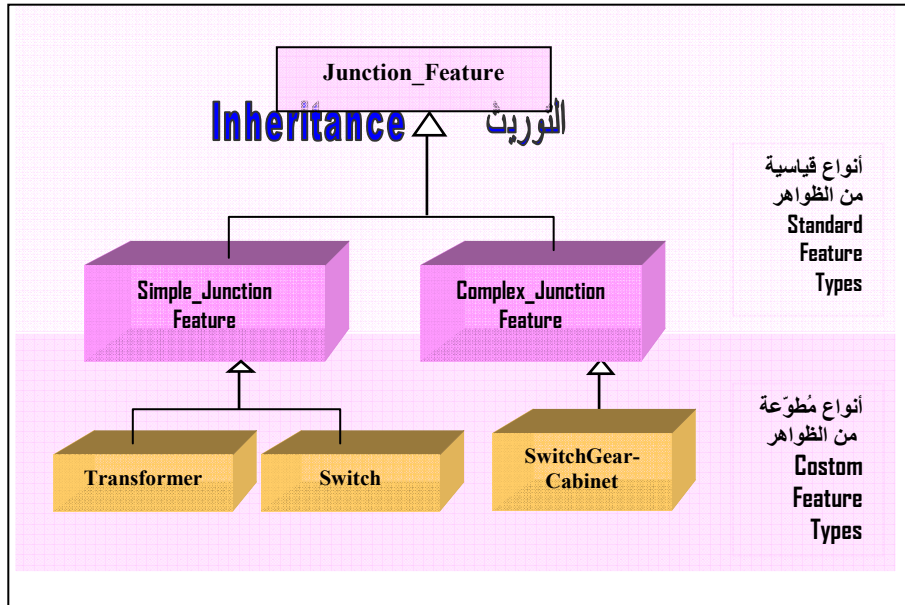 Junction_Feature
Inheritance التوريث
أنواع قياسية
من الظواهر
Standard
Feature
Types
Simple_Junction
Feature
Complex_Junction
Feature
أنواع مُطوّعة
من الظواهر
Costom
Feature
Types
Transformer
Switch
SwitchGear-
Cabinet